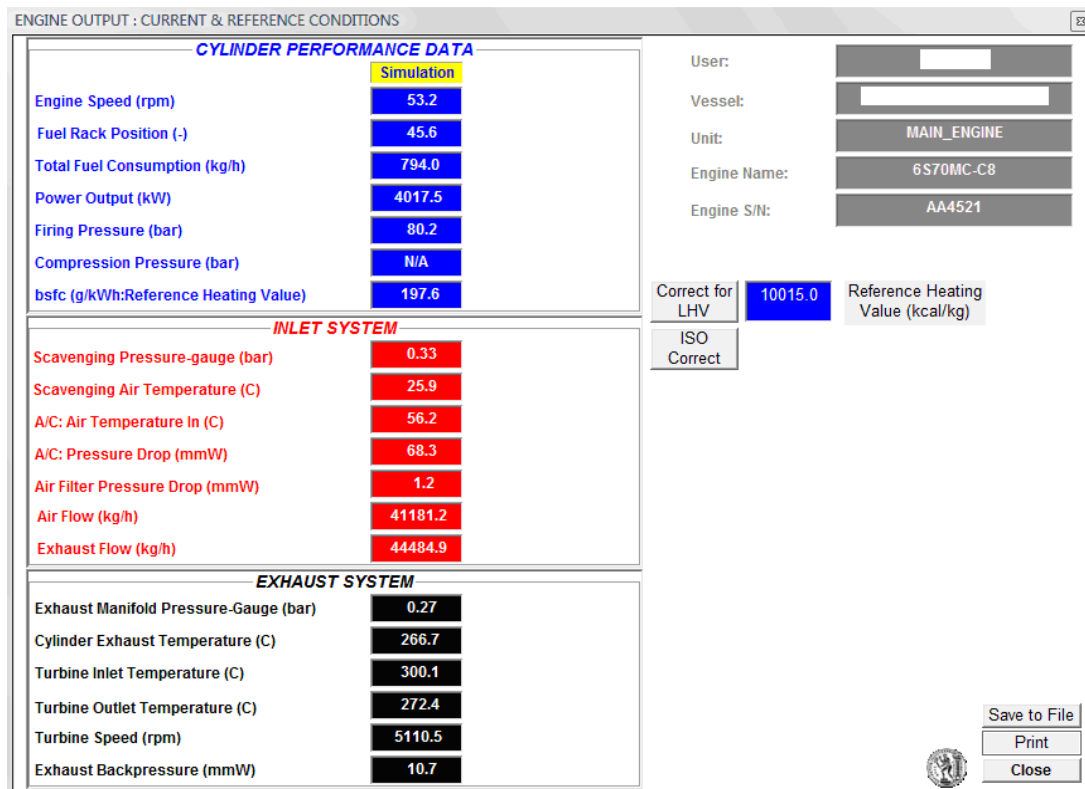 ENGINE OUTPUT : CURRENT & REFERENCE CONDITIONS
CYLINDER PERFORMANCE DATA
Simulation
Engine Speed (rpm) 53.2
Fuel Rack Position (-) 45.6
Total Fuel Consumption (kg/h) 794.0
Power Output (kW) 4017.5
Firing Pressure (bar) 80.2
Compression Pressure (bar) N/A
bsfc (g/kWh:Reference Heating Value) 197.6
User:
Vessel:
Unit: MAIN_ENGINE
Engine Name: 6S70MC-C8
Engine S/N: AA4521
Correct for
LHV
10015.0
Reference Heating
Value (kcal/kg)
ISO
Correct
INLET SYSTEM
Scavenging Pressure-gauge (bar) 0.33
Scavenging Air Temperature (C) 25.9
A/C: Air Temperature In (C) 56.2
A/C: Pressure Drop (mmW) 68.3
Air Filter Pressure Drop (mmW) 1.2
Air Flow (kg/h) 41181.2
Exhaust Flow (kg/h) 44484.9
EXHAUST SYSTEM
Exhaust Manifold Pressure-Gauge (bar) 0.27
Cylinder Exhaust Temperature (C) 266.7
Turbine Inlet Temperature (C) 300.1
Turbine Outlet Temperature (C) 272.4
Turbine Speed (rpm) 5110.5
Exhaust Backpressure (mmW) 10.7
Save to File
Print
Close